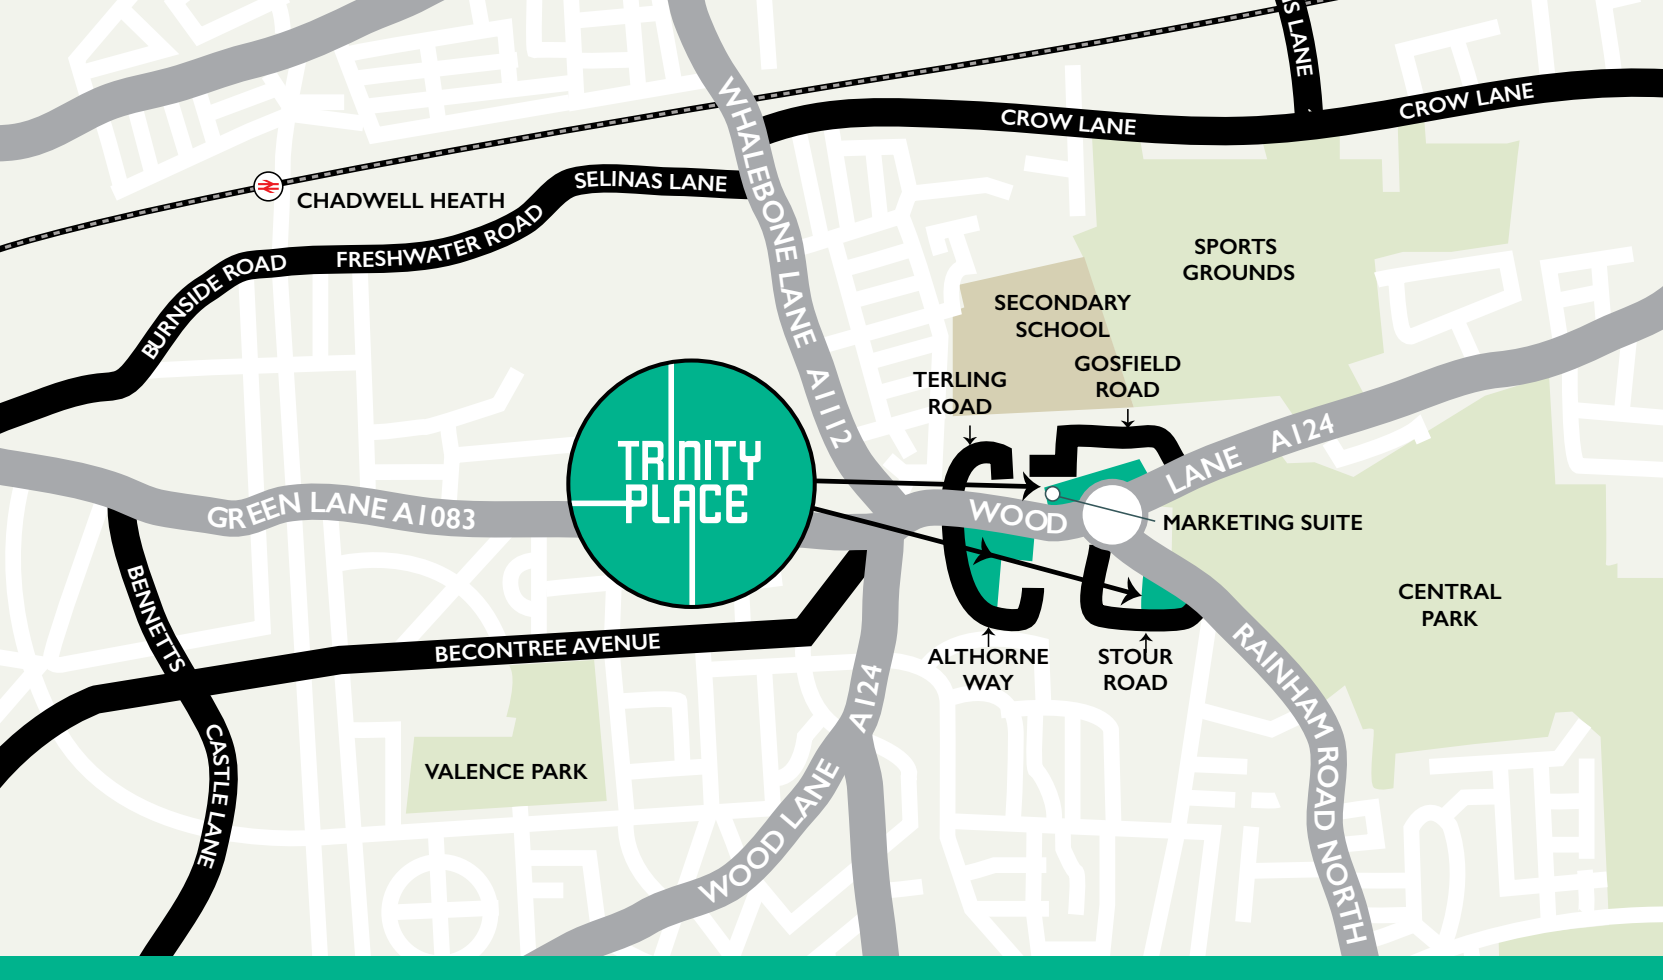 S LANE
CROW LANE
CROW LANE
WHALEBONE LANE A1112
SELINAS LANE
CHADWELL HEATH
FRESHWATER ROAD
BURNSIDE ROAD
SPORTS
GROUNDS
SECONDARY
SCHOOL
GOSFIELD
ROAD
TERLING
ROAD
TRINITY
PLACE
GREEN LANE A1083
WOOD
LANE A124
MARKETING SUITE
CENTRAL
PARK
BENNETTS
CASTLE LANE
BECONTREE AVENUE
ALTHORNE
WAY
STOUR
ROAD
RAINHAM ROAD NORTH
VALENCE PARK
WOOD LANE
A124